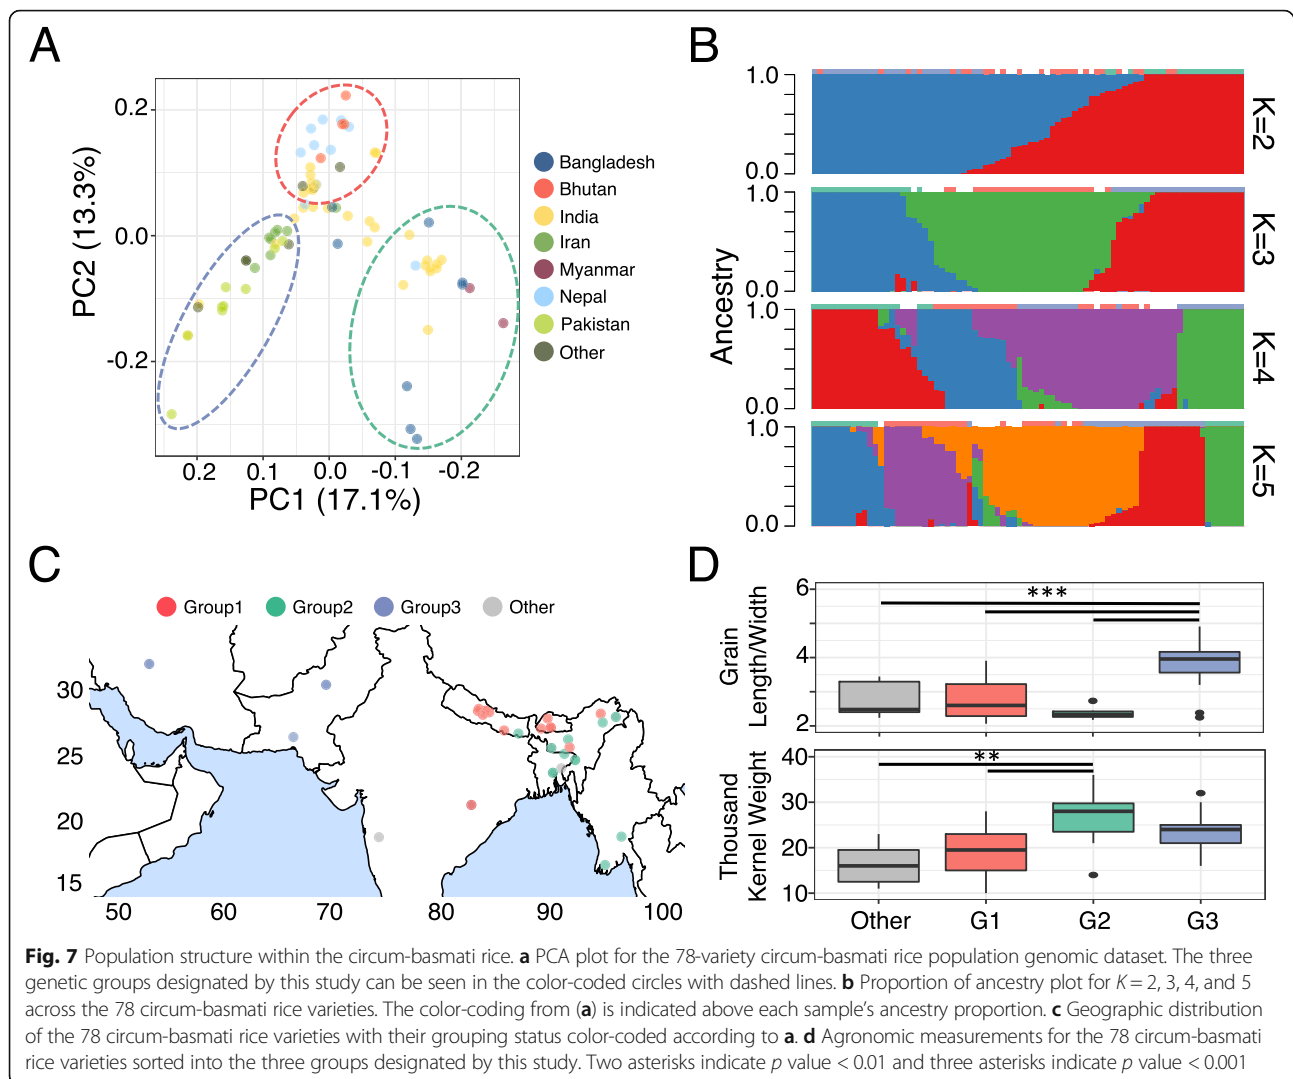 A
0.2
0.0
-0.2
PC2 (13.3%)
0.2 0.1 0.0 -0.1 -0.2
PC1 (17.1%)
Bangladesh
Bhutan
India
Iran
Myanmar
Nepal
Pakistan
Other
B
Ancestry
1.0
0.0
K=2
1.0
0.0
K=3
1.0
0.0
K=4
1.0
0.0
K=5
C
Group1 Group2 Group3 Other
30
25
20
15
50 60 70 80 90 100
D
Grain
Length/Width
6
4
2
***
Thousand
Kernel Weight
40
30
20
10
**
Other G1 G2 G3
Fig. 7 Population structure within the circum-basmati rice. a PCA plot for the 78-variety circum-basmati rice population genomic dataset. The three
genetic groups designated by this study can be seen in the color-coded circles with dashed lines. b Proportion of ancestry plot for K = 2, 3, 4, and 5
across the 78 circum-basmati rice varieties. The color-coding from (a) is indicated above each sample's ancestry proportion. c Geographic distribution
of the 78 circum-basmati rice varieties with their grouping status color-coded according to a. d Agronomic measurements for the 78 circum-basmati
rice varieties sorted into the three groups designated by this study. Two asterisks indicate p value < 0.01 and three asterisks indicate p value < 0.001